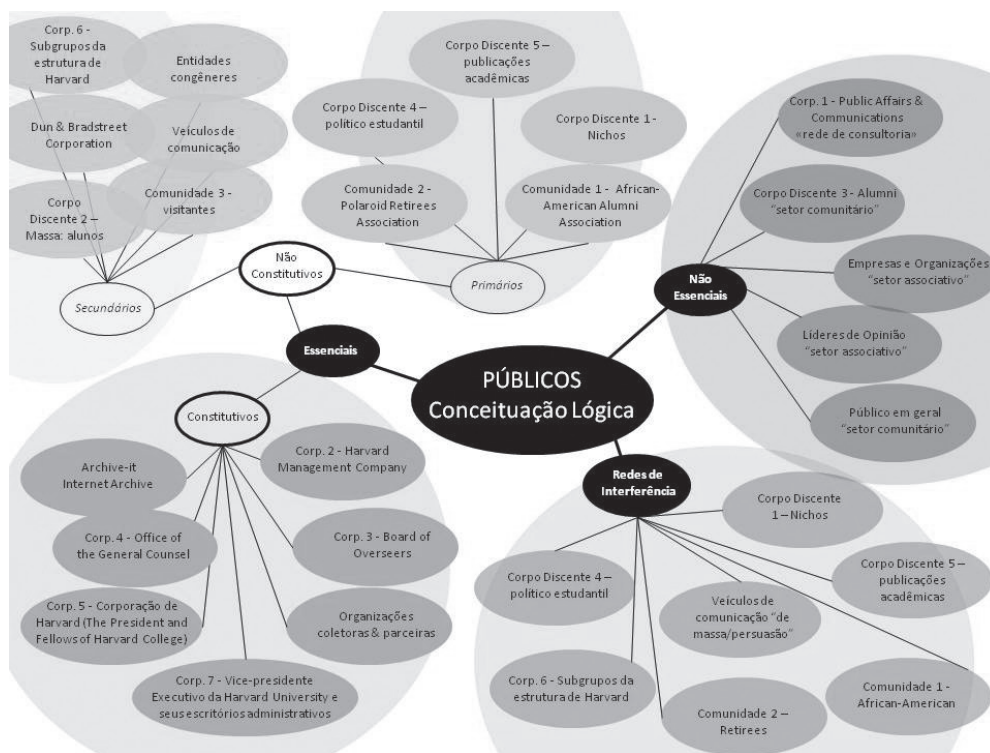 Corp. 6 -
Subgrupos da
estrutura de
Harvard
Entidades
congêneres
Dun & Bradstreet
Corporation
Veículos de
comunicação
Corpo
Discente 2 –
Massa: alunos
Comunidade 3 -
visitantes
Secundários
Não
Constitutivos
Corpo Discente 5 –
publicações
acadêmicas
Corpo Discente 4 –
politico estudantil
Corpo Discente 1 -
Nichos
Comunidade 2 -
Polaroid Retirees
Association
Comunidade 1 - African-
American Alumni
Association
Primários
Corp. 1 - Public Affairs &
Communications
«rede de consultoria»
Corpo Discente 3 - Alumni
"setor comunitário"
Empresas e Organizações
"setor associativo"
Líderes de Opinião
"setor associativo"
Público em geral
"setor comunitário"
Não
Essenciais
Essenciais
PÚBLICOS
Conceituação Lógica
Constitutivos
Archive-it
Internet Archive
Corp. 2 - Harvard
Management Company
Corp. 4 - Office of
the General Counsel
Corp. 3 - Board of
Overseers
Corp. 5 - Corporação de
Harvard (The President and
Fellows of Harvard College)
Organizações
coletoras & parceiras
Corp. 7 - Vice-presidente
Executivo da Harvard University e
seus escritórios administrativos
Redes de
Interferência
Corpo Discente
1 – Nichos
Corpo Discente 4 –
politico estudantil
Corpo Discente 5 –
publicações
acadêmicas
Veículos de
comunicação "de
massa/persuasão"
Corp. 6 - Subgrupos da
estrutura de Harvard
Comunidade 2 –
Retirees
Comunidade 1 -
African-American